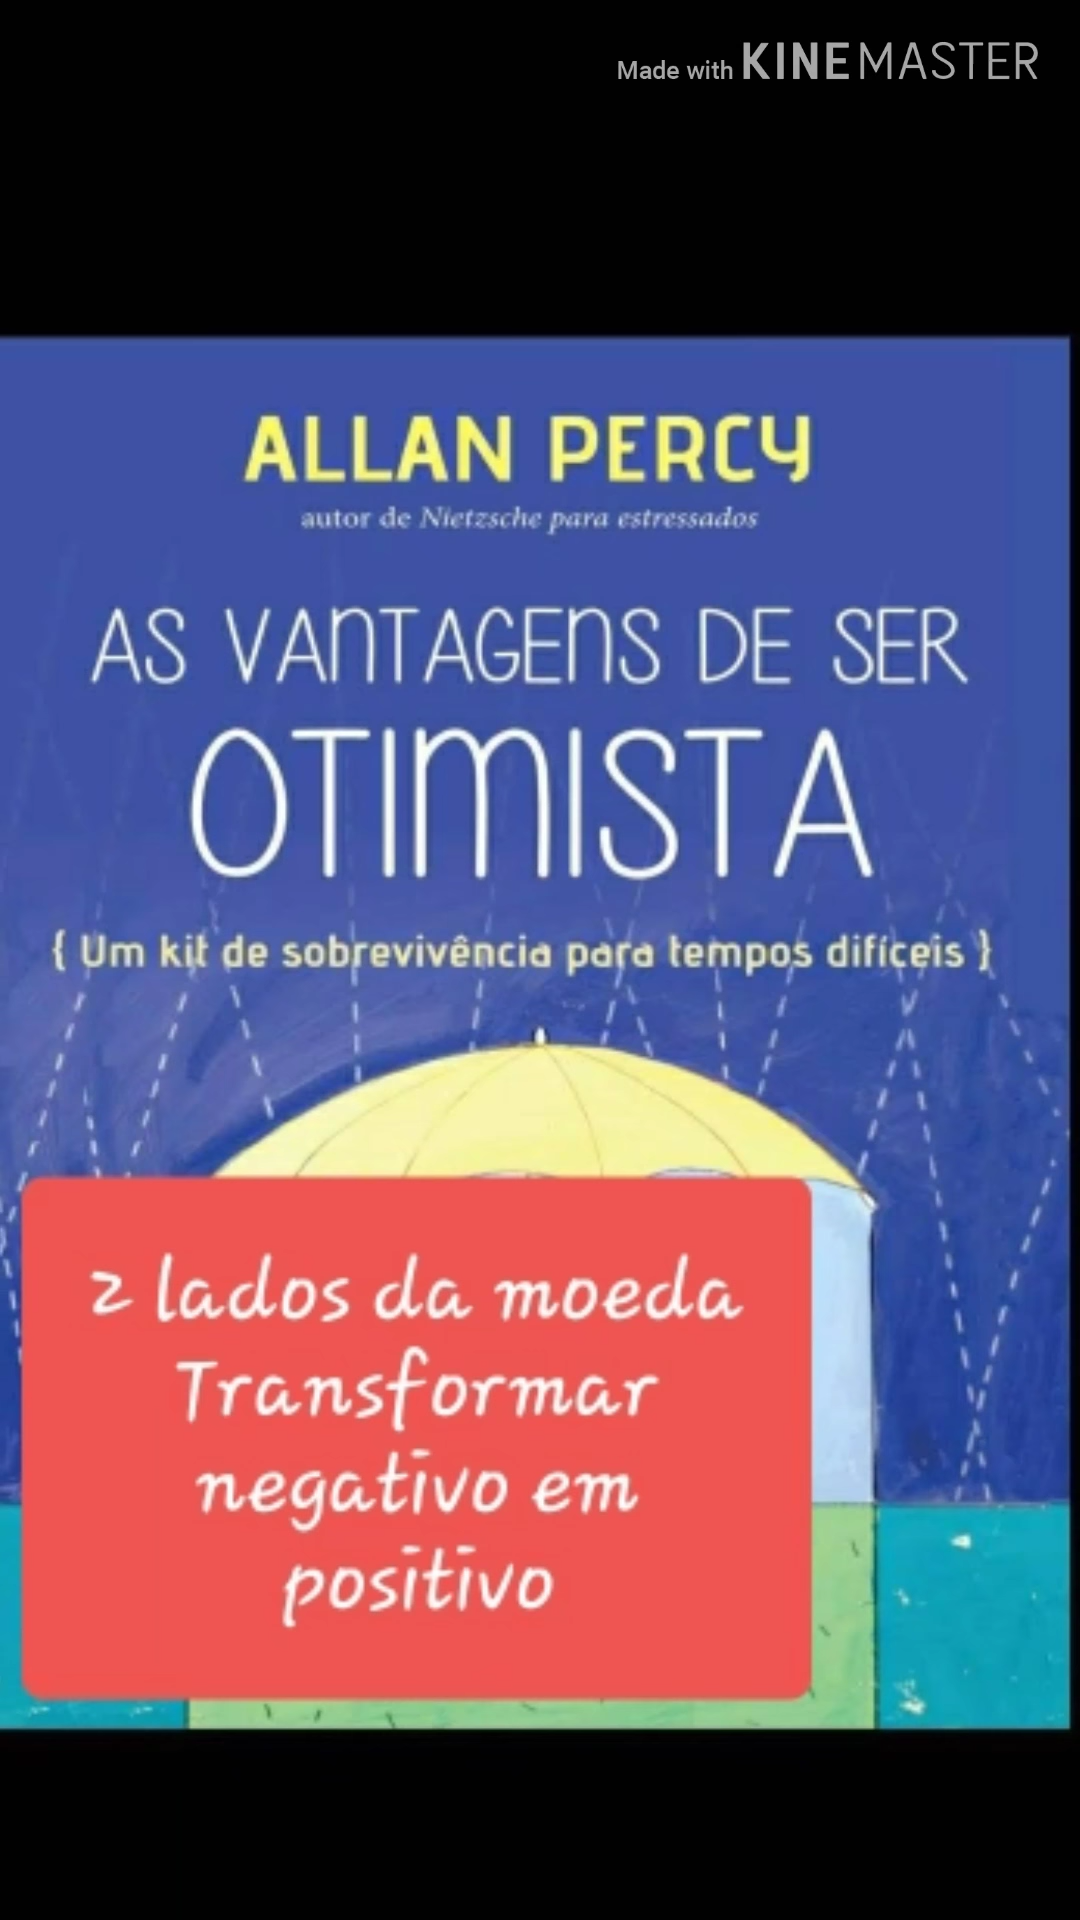 Made with KINEMASTER
ALLAN PERCY
autor de Nietzsche para estressados
AS VANTAGENS DE SER
OTIMISTA
{ Um kit de sobrevivência para tempos difíceis }
2 lados da moeda
Transformar
negativo em
positivo